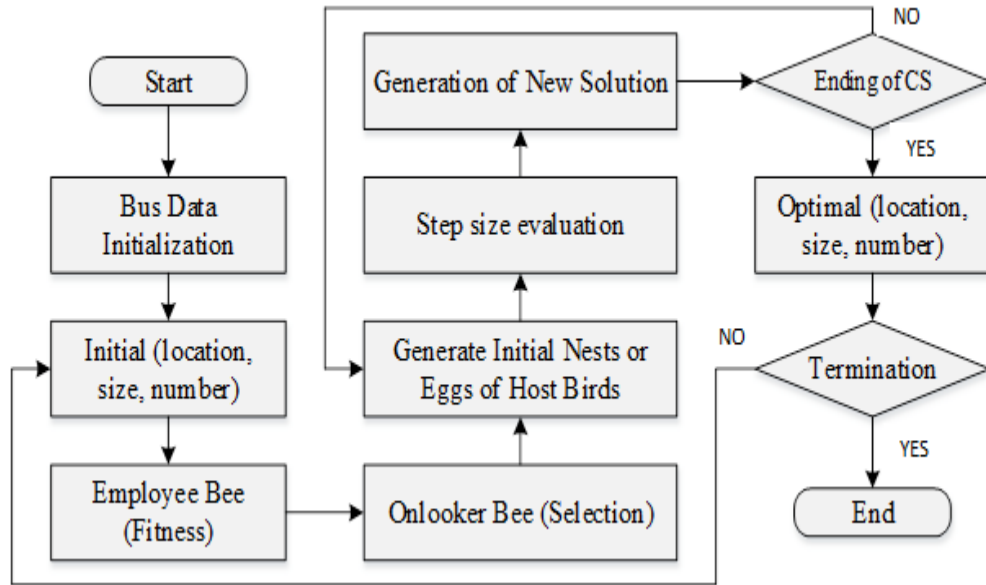 Start
Bus Data
Initialization
Initial (location,
size, number)
Employee Bee
(Fitness)
Onlooker Bee (Selection)
Generate Initial Nests or
Eggs of Host Birds
Step size evaluation
Generation of New Solution
Ending of CS
NO
YES
Optimal (location,
size, number)
Termination
NO
YES
End